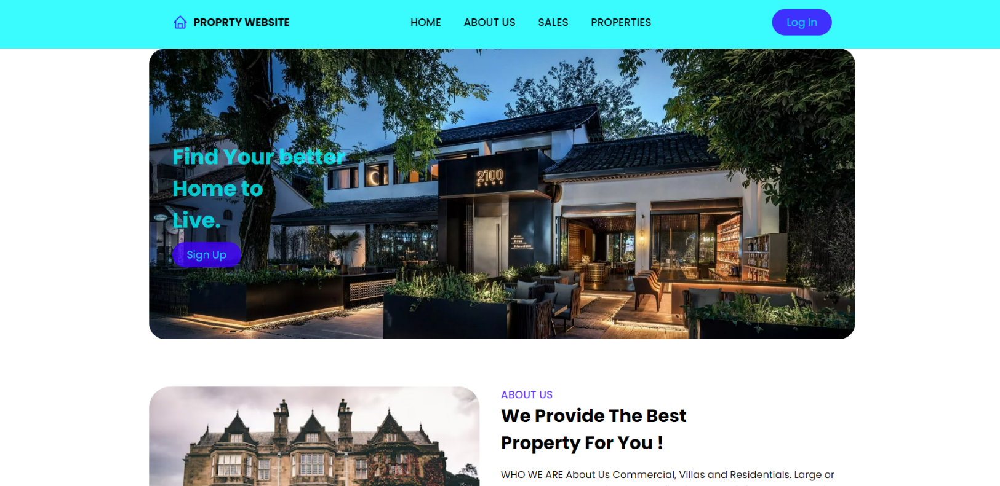 PROPRTY WEBSITE
HOME
ABOUT US
SALES
PROPERTIES
Log In
2100
CLUB
Find Your better
Home to
Live.
Sign Up
ABOUT US
We Provide The Best
Property For You !
WHO WE ARE About Us Commercial, Villas and Residentials. Large or